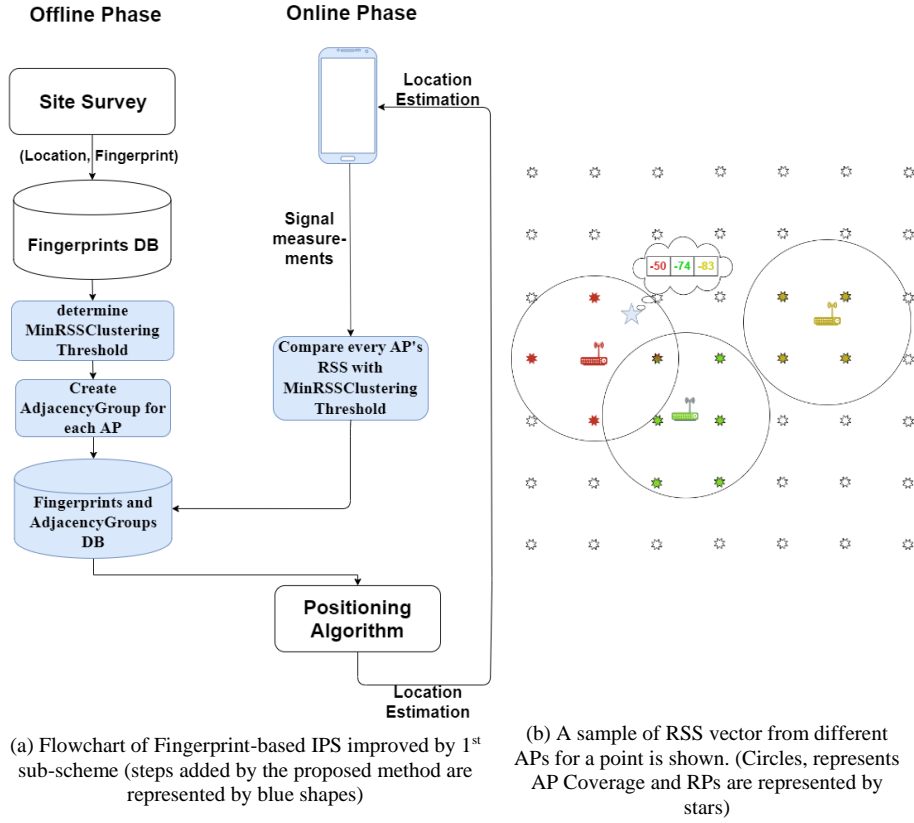 Offline Phase
Online Phase
Site Survey
(Location, Fingerprint)
Fingerprints DB
determine
MinRSSClustering
Threshold
Create
AdjacencyGroup for
each AP
Fingerprints and
AdjacencyGroups
DB
Location
Estimation
Signal
measure-
ments
Compare every AP's
RSS with
MinRSSClustering
Threshold
Positioning
Algorithm
Location
Estimation
-50 -74 -83
(a) Flowchart of Fingerprint-based IPS improved by 1st
sub-scheme (steps added by the proposed method are
represented by blue shapes)
(b) A sample of RSS vector from different
APs for a point is shown. (Circles, represents
AP Coverage and RPs are represented by
stars)